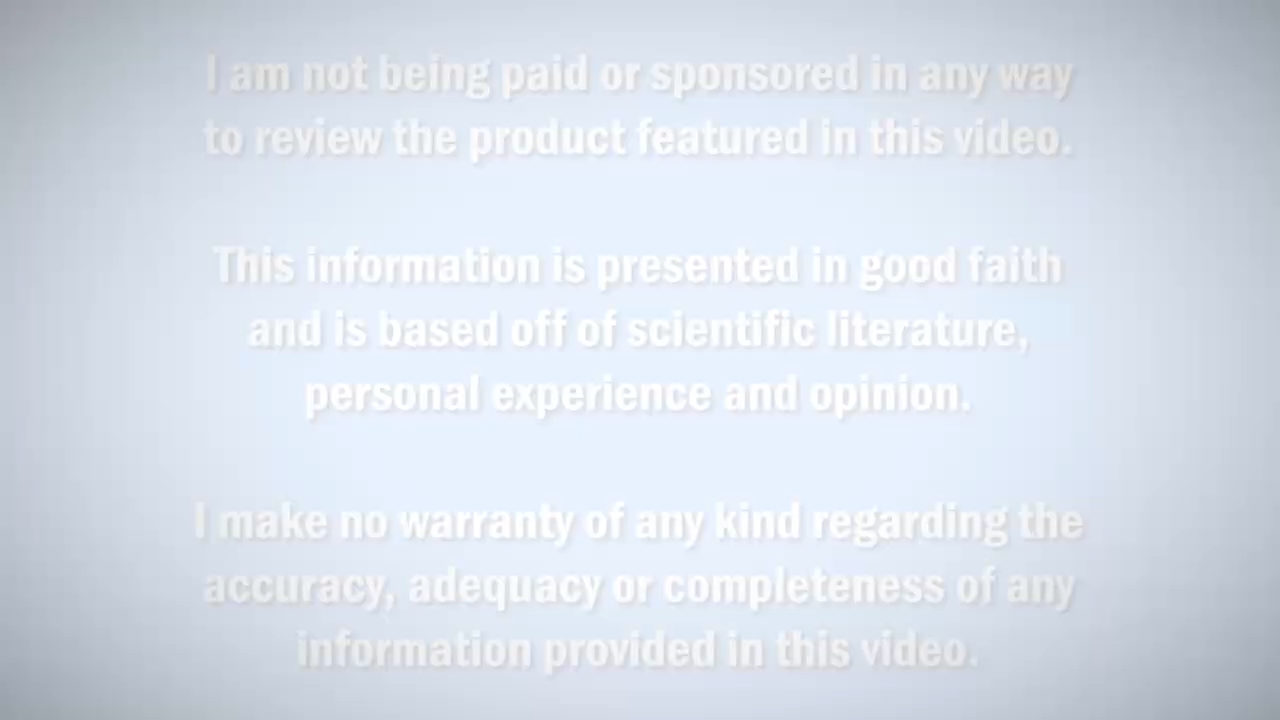 I am not being paid or sponsored in any way
to review the product featured in this video.
This information is presented in good faith
and is based off of scientific literature,
personal experience and opinion.
I make no warranty of any kind regarding the
accuracy, adequacy or completeness of any
information provided in this video.